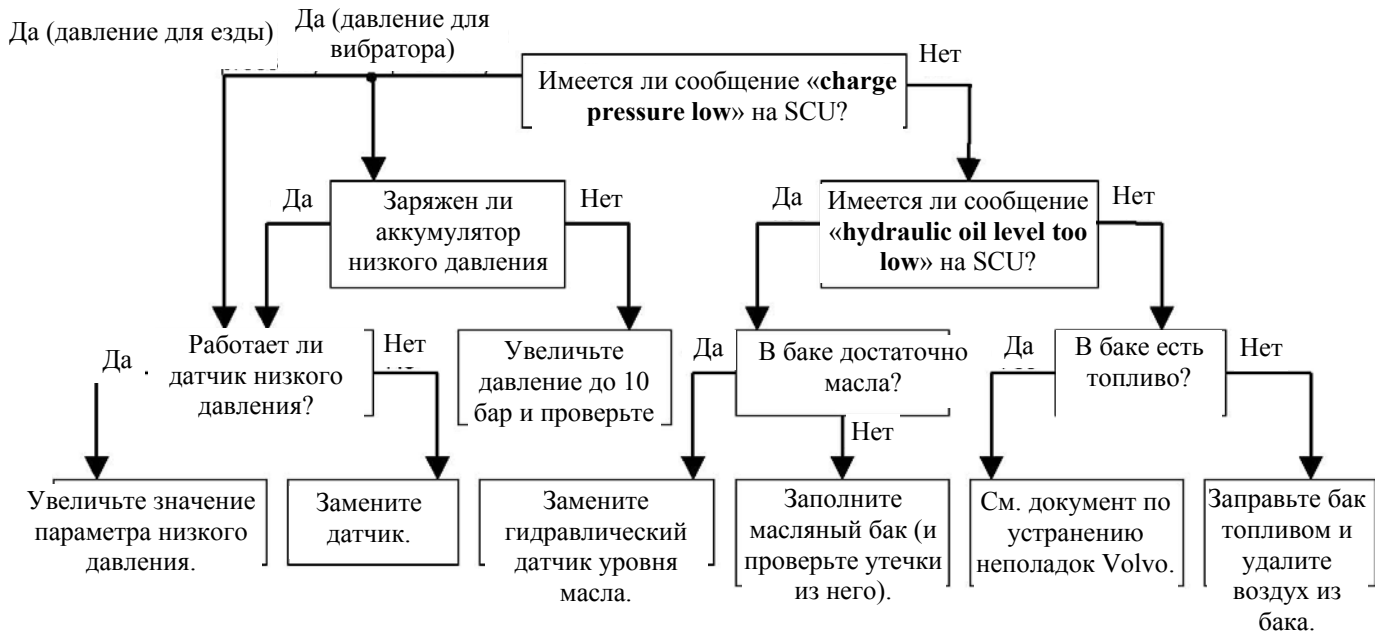 Да (давление для езды)
Да (давление для
вибратора)
Нет
Имеется ли сообщение «charge
pressure low» на SCU?
Да
Заряжен ли
аккумулятор
низкого давления
Нет
Да
Имеется ли сообщение
«hydraulic oil level too
low» на SCU?
Нет
Да
Работает ли
датчик низкого
давления?
Нет
Увеличьте
давление до 10
бар и проверьте
Да
В баке достаточно
масла?
Нет
Да
В баке есть
топливо?
Нет
Увеличьте значение
параметра низкого
давления.
Замените
датчик.
Замените
гидравлический
датчик уровня
масла.
Заполните
масляный бак (и
проверьте утечки
из него).
См. документ по
устранению
неполадок Volvo.
Заправьте бак
топливом и
удалите
воздух из
бака.